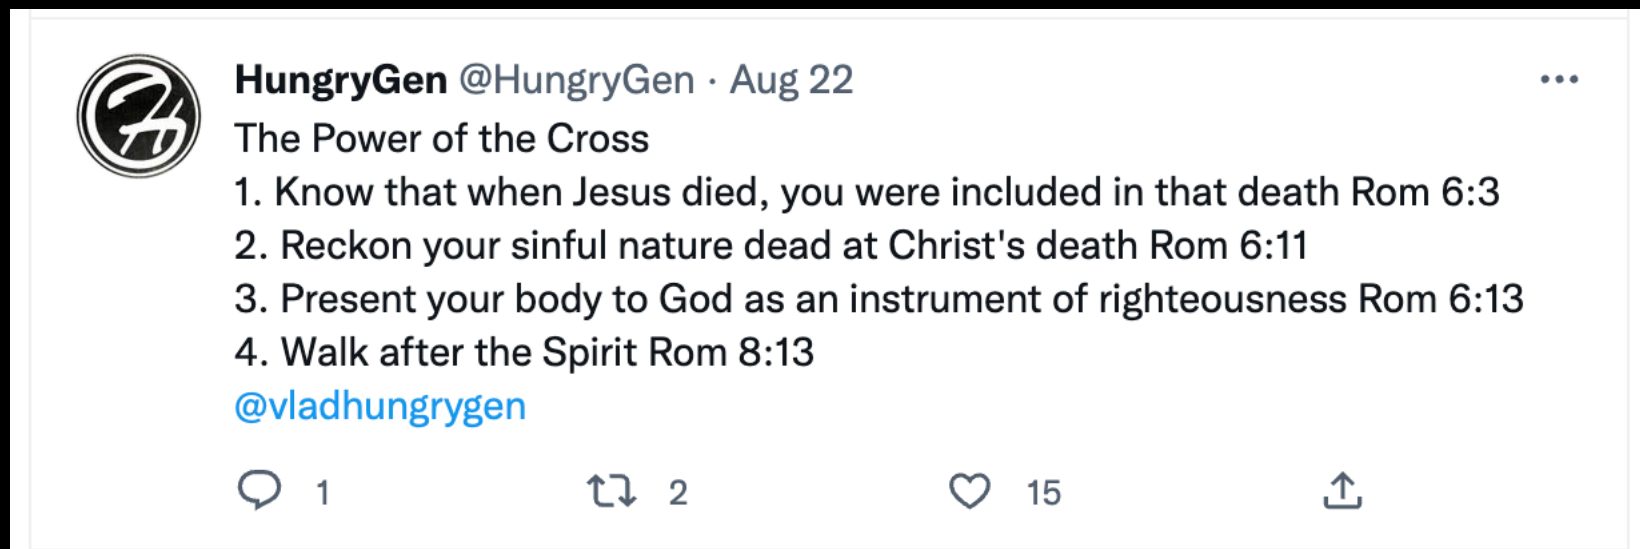 HungryGen @HungryGen · Aug 22
The Power of the Cross
1. Know that when Jesus died, you were included in that death Rom 6:3
2. Reckon your sinful nature dead at Christ's death Rom 6:11
3. Present your body to God as an instrument of righteousness Rom 6:13
4. Walk after the Spirit Rom 8:13
@vladhungrygen
1 2 15